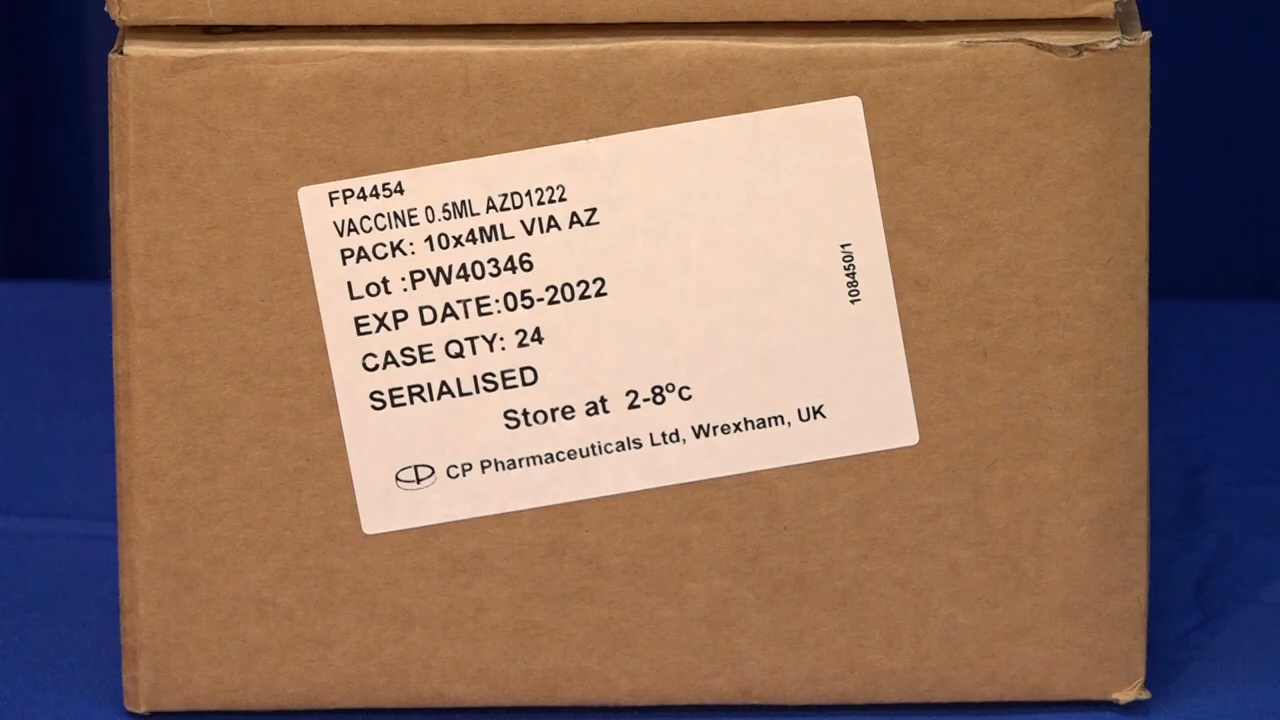 FP4454
VACCINE 0.5ML AZD1222
PACK: 10x4ML VIA AZ
Lot :PW40346
EXP DATE:05-2022
CASE QTY: 24
SERIALISED
Store at 2-8ºc
CP CP Pharmaceuticals Ltd, Wrexham, UK
108450/1